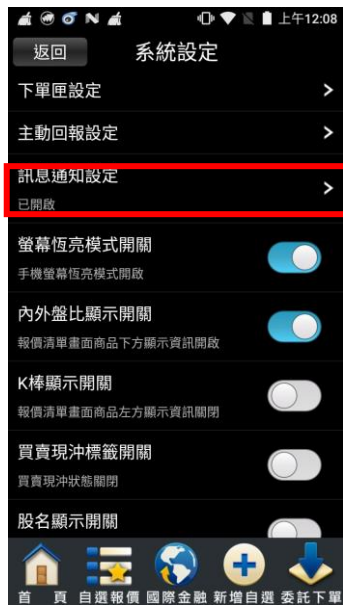 上午12:08
返回
系統設定
下單匣設定
主動回報設定
訊息通知設定
已開啟
螢幕恆亮模式開關
手機螢幕恆亮模式開啟
內外盤比顯示開關
報價清單畫面商品下方顯示資訊開啟
K棒顯示開關
報價清單畫面商品左方顯示資訊關閉
買賣現沖標籤開關
買賣現沖狀態關閉
股名顯示開關
首 頁 自選報價 國際金融 新增自選 委託下單